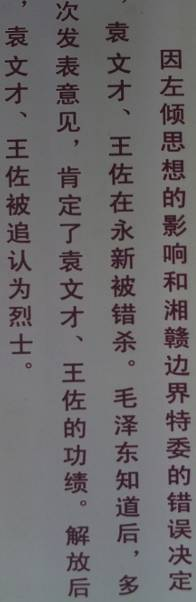 因左倾思想的影响和湘赣边界特委的错误决定
，袁文才、王佐在永新被错杀。毛泽东知道后，多
次发表意见，肯定了袁文才、王佐的功绩。解放后
，袁文才、王佐被追认为烈士。